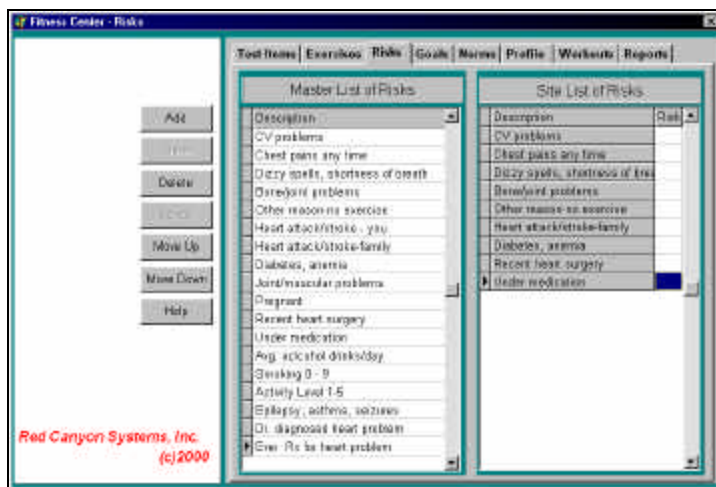 Fitness Center - Risks
Test Items Exercises Risks Goals Norms Profile Workouts Reports
Master List of Risks
Description
CV problems
Chest pains any time
Dizzy spells, shortness of breath
Bone/joint problems
Other reason-no exercise
Heart attack/stroke - you
Heart attack/stroke-family
Diabetes, anemia
Joint/muscular problems
Pregnant
Recent heart surgery
Under medication
Avg. aclcohol drinks/day
Smoking 0 - 9
Activity Level 1-5
Epilepsy, asthma, seizures
Dr. diagnosed heart problem
Ever Rx for heart problem
Site List of Risks
Description Risk
CV problems
Chest pains any time
Dizzy spells, shortness of brea
Bone/joint problems
Other reason-no exercise
Heart attack/stroke-family
Diabetes, anemia
Recent heart surgery
Under medication
Add
Delete
Move Up
Move Down
Help
Red Canyon Systems, Inc.
(c)2000